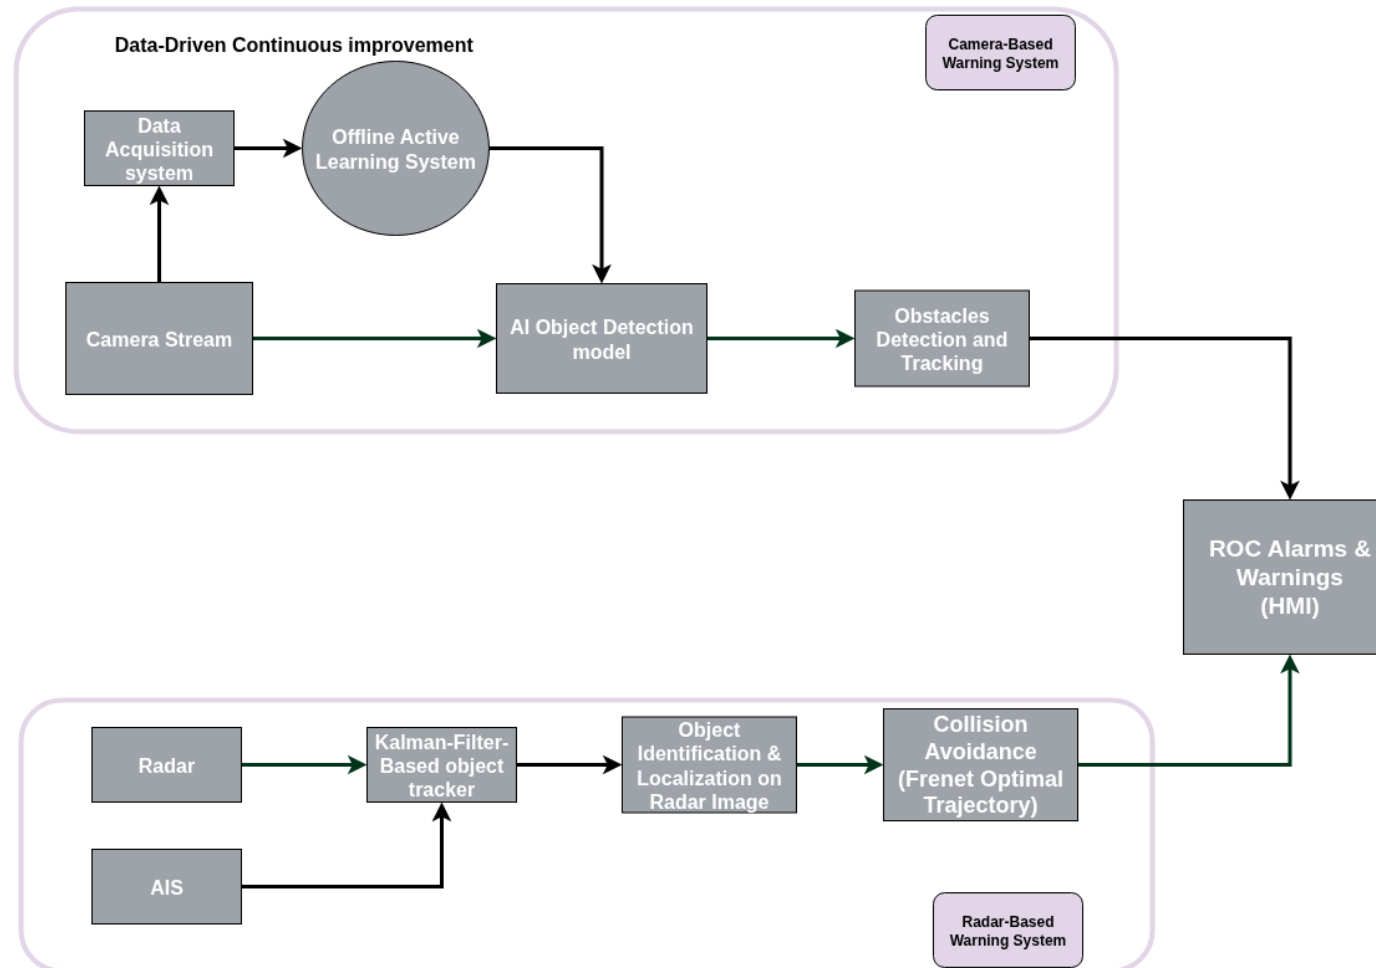 Data-Driven Continuous improvement
Camera-Based
Warning System
Data
Acquisition
system
Offline Active
Learning System
Camera Stream
AI Object Detection
model
Obstacles
Detection and
Tracking
ROC Alarms &
Warnings
(HMI)
Radar
Kalman-Filter-
Based object
tracker
Object
Identification &
Localization on
Radar Image
Collision
Avoidance
(Frenet Optimal
Trajectory)
AIS
Radar-Based
Warning System